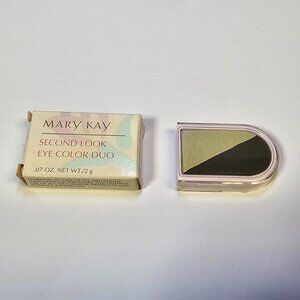 MARY KAY
SECOND LOOK
EYE COLOR DUO
.07 OZ. NET WT./2 g